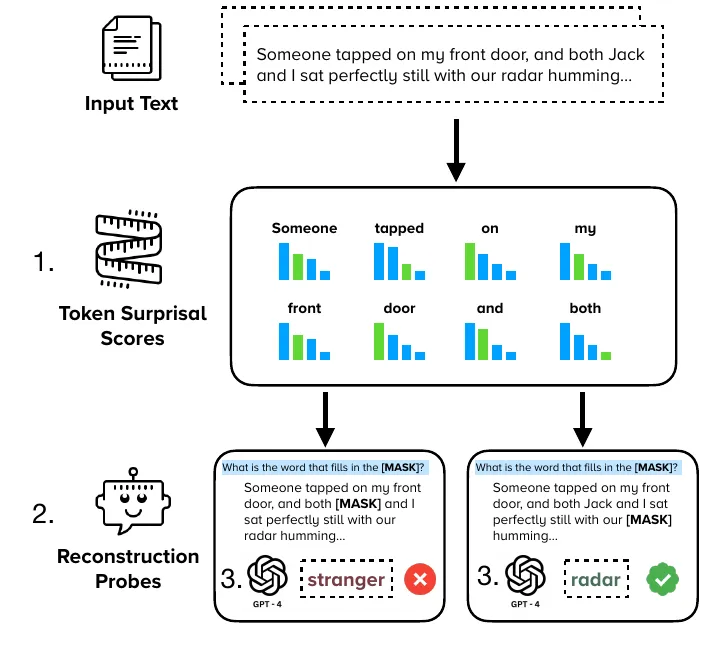 Someone tapped on my front door, and both Jack
and I sat perfectly still with our radar humming...
Input Text
1.
Token Surprisal
Scores
Someone tapped on my
front door and both
2.
Reconstruction
Probes
What is the word that fills in the [MASK]?
Someone tapped on my front
door, and both [MASK] and I
sat perfectly still with our
radar humming...
3.
GPT - 4
stranger
What is the word that fills in the [MASK]?
Someone tapped on my front
door, and both Jack and I sat
perfectly still with our [MASK]
humming...
3.
GPT - 4
radar